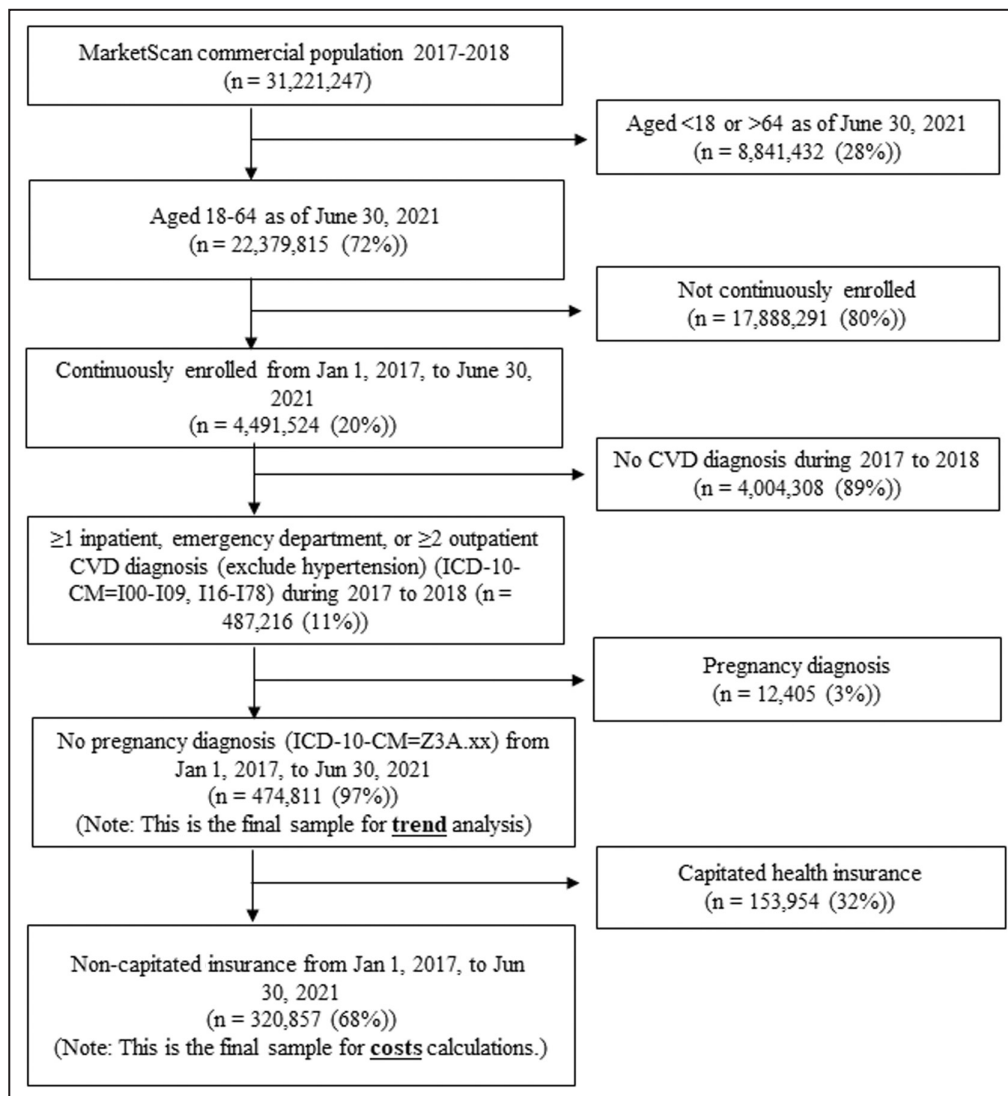 MarketScan commercial population 2017-2018
(n = 31,221,247)
Aged <18 or >64 as of June 30, 2021
(n = 8,841,432 (28%))
Aged 18-64 as of June 30, 2021
(n = 22,379,815 (72%))
Not continuously enrolled
(n = 17,888,291 (80%))
Continuously enrolled from Jan 1, 2017, to June 30,
2021
(n = 4,491,524 (20%))
No CVD diagnosis during 2017 to 2018
(n = 4,004,308 (89%))
≥1 inpatient, emergency department, or ≥2 outpatient
CVD diagnosis (exclude hypertension) (ICD-10-
CM=I00-I09, I16-I78) during 2017 to 2018 (n =
487,216 (11%))
Pregnancy diagnosis
(n = 12,405 (3%))
No pregnancy diagnosis (ICD-10-CM=Z3A.xx) from
Jan 1, 2017, to Jun 30, 2021
(n = 474,811 (97%))
(Note: This is the final sample for trend analysis)
Capitated health insurance
(n = 153,954 (32%))
Non-capitated insurance from Jan 1, 2017, to Jun
30, 2021
(n = 320,857 (68%))
(Note: This is the final sample for costs calculations.)